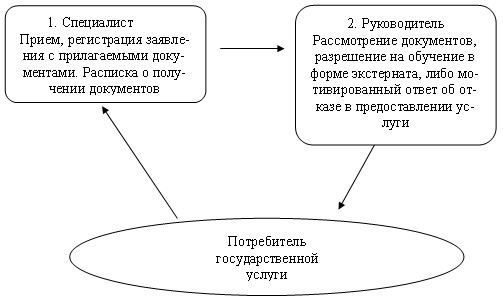 1. Специалист
Прием, регистрация заявле-
ния с прилагаемыми доку-
ментами. Расписка о полу-
чении документов
2. Руководитель
Рассмотрение документов,
разрешение на обучение в
форме экстерната, либо мо-
тивированный ответ об от-
казе в предоставлении ус-
луги
Потребитель
государственной
услуги